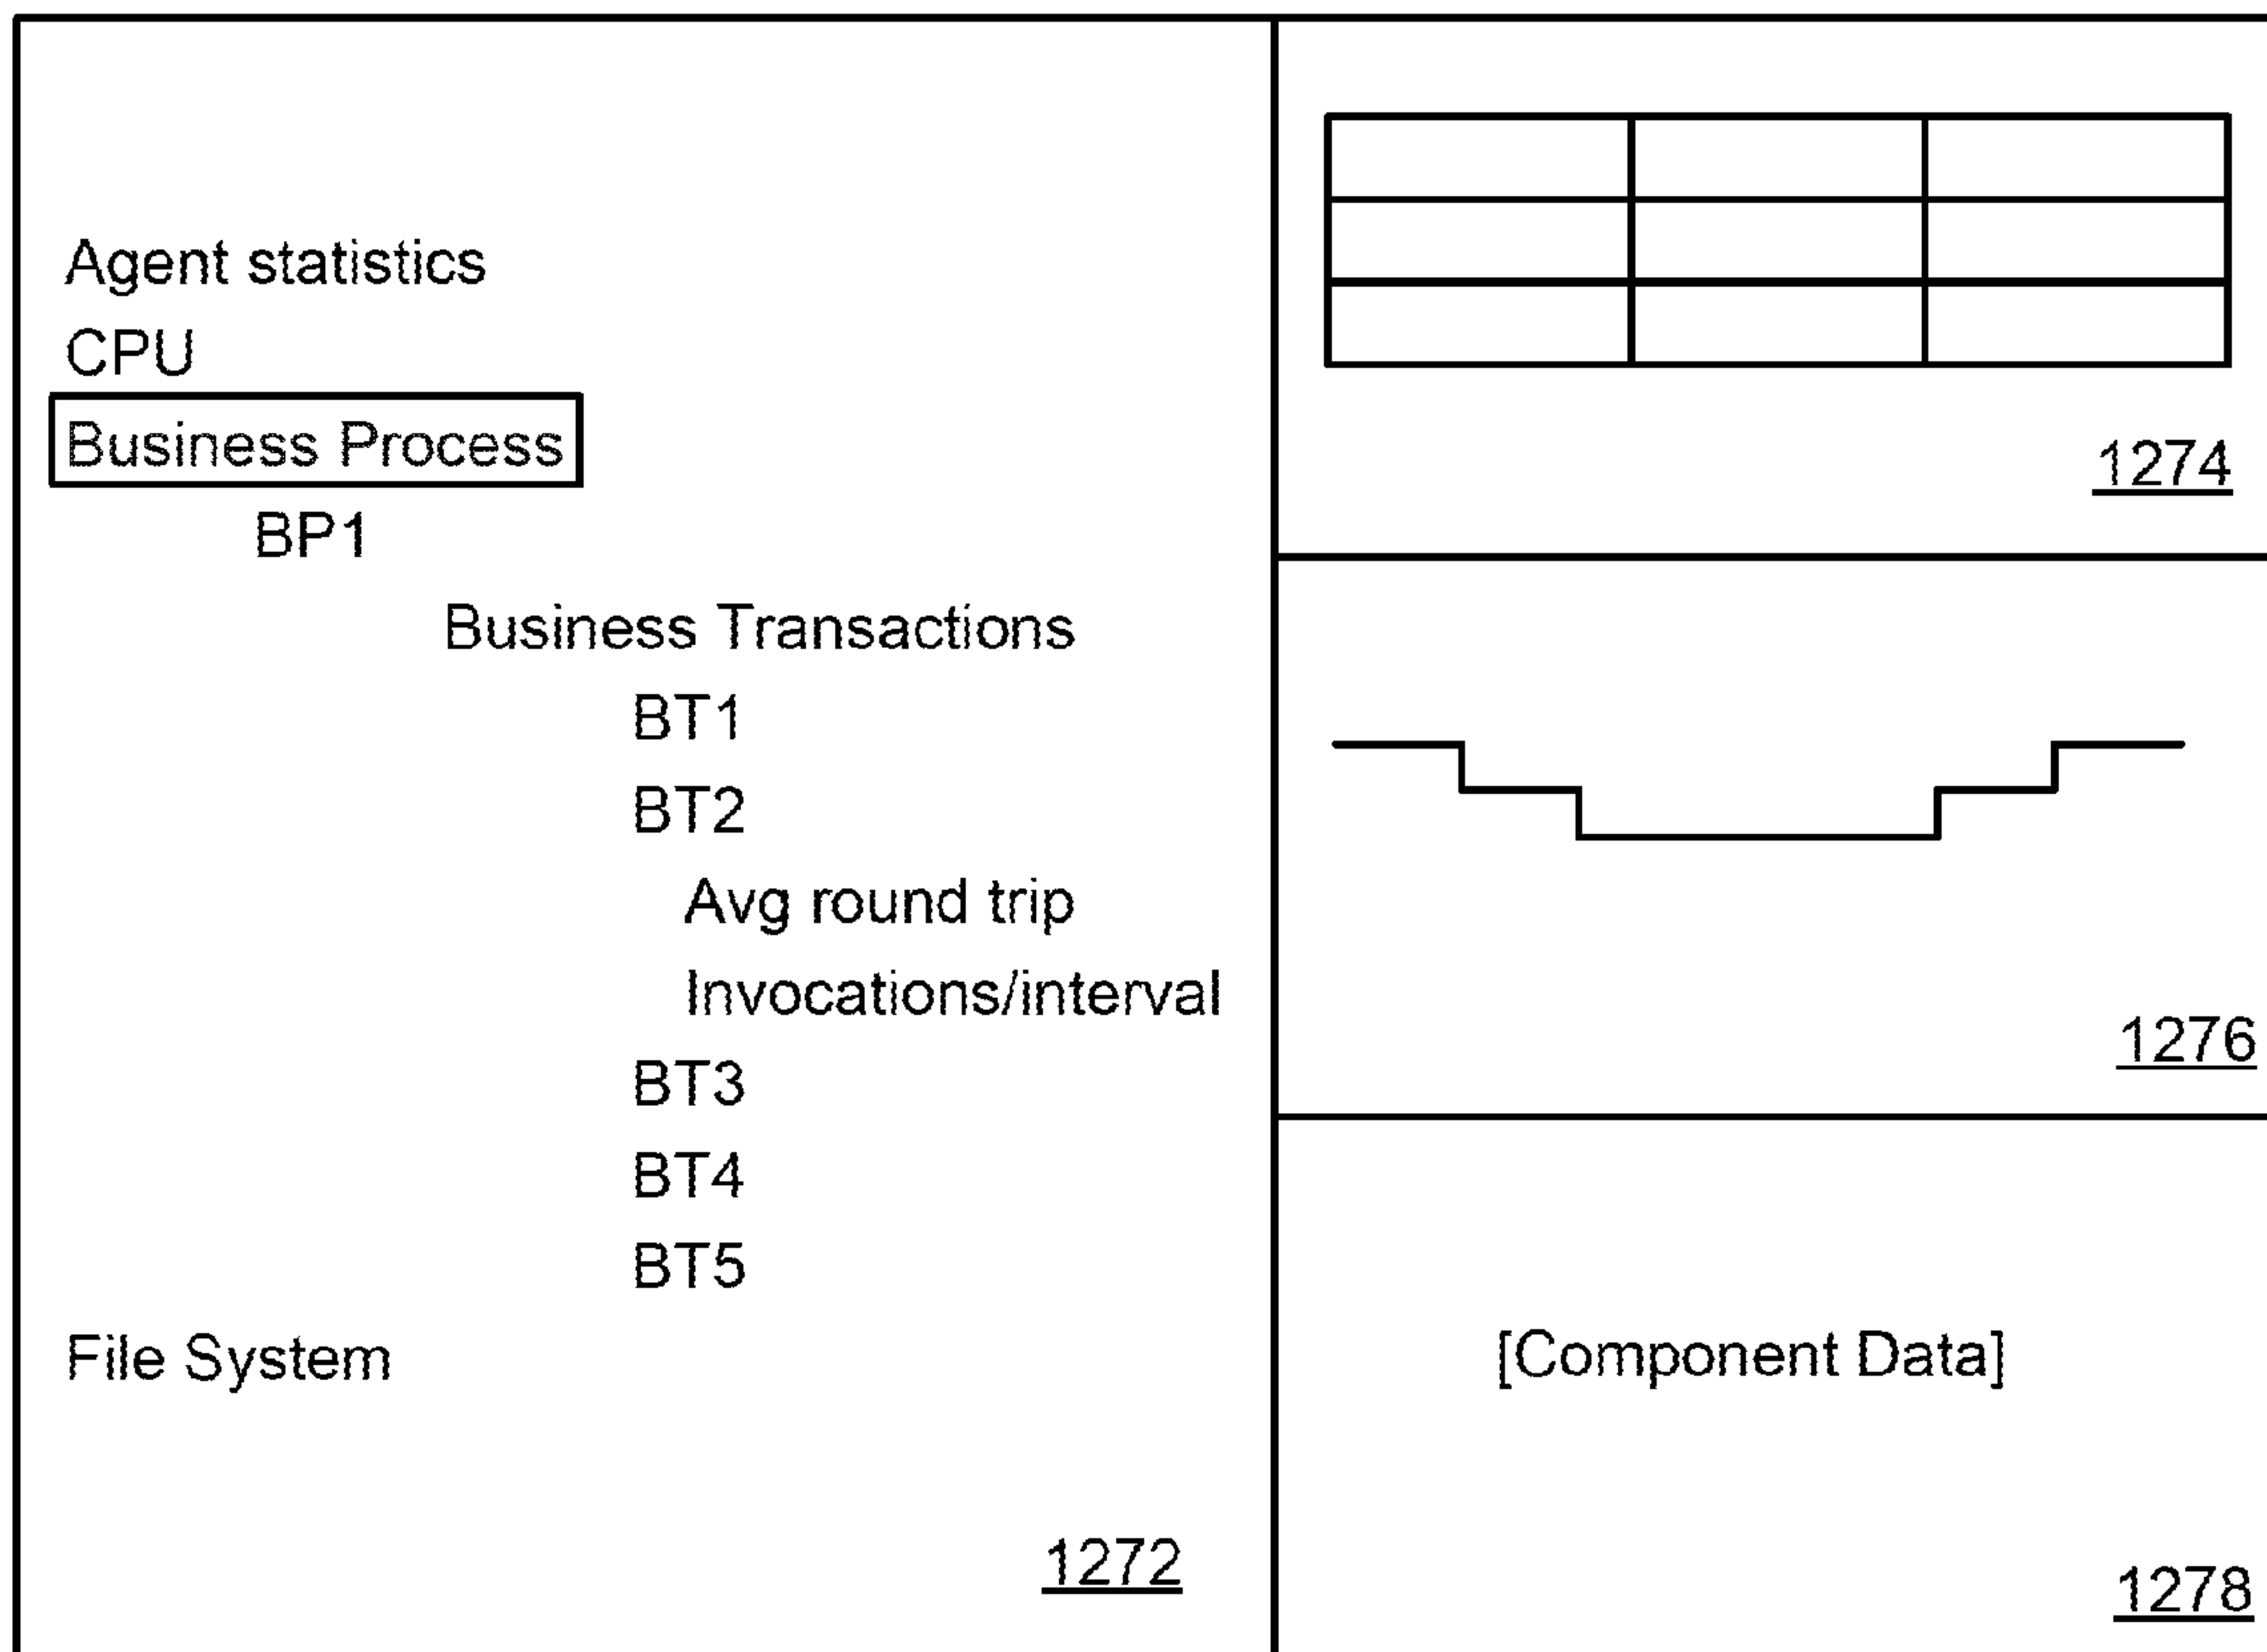 Agent statistics
CPU
Business Process
BP1
Business Transactions
BT1
BT2
Avg round trip
Invocations/interval
BT3
BT4
BT5
File System
1272
1274
1276
[Component Data]
1278